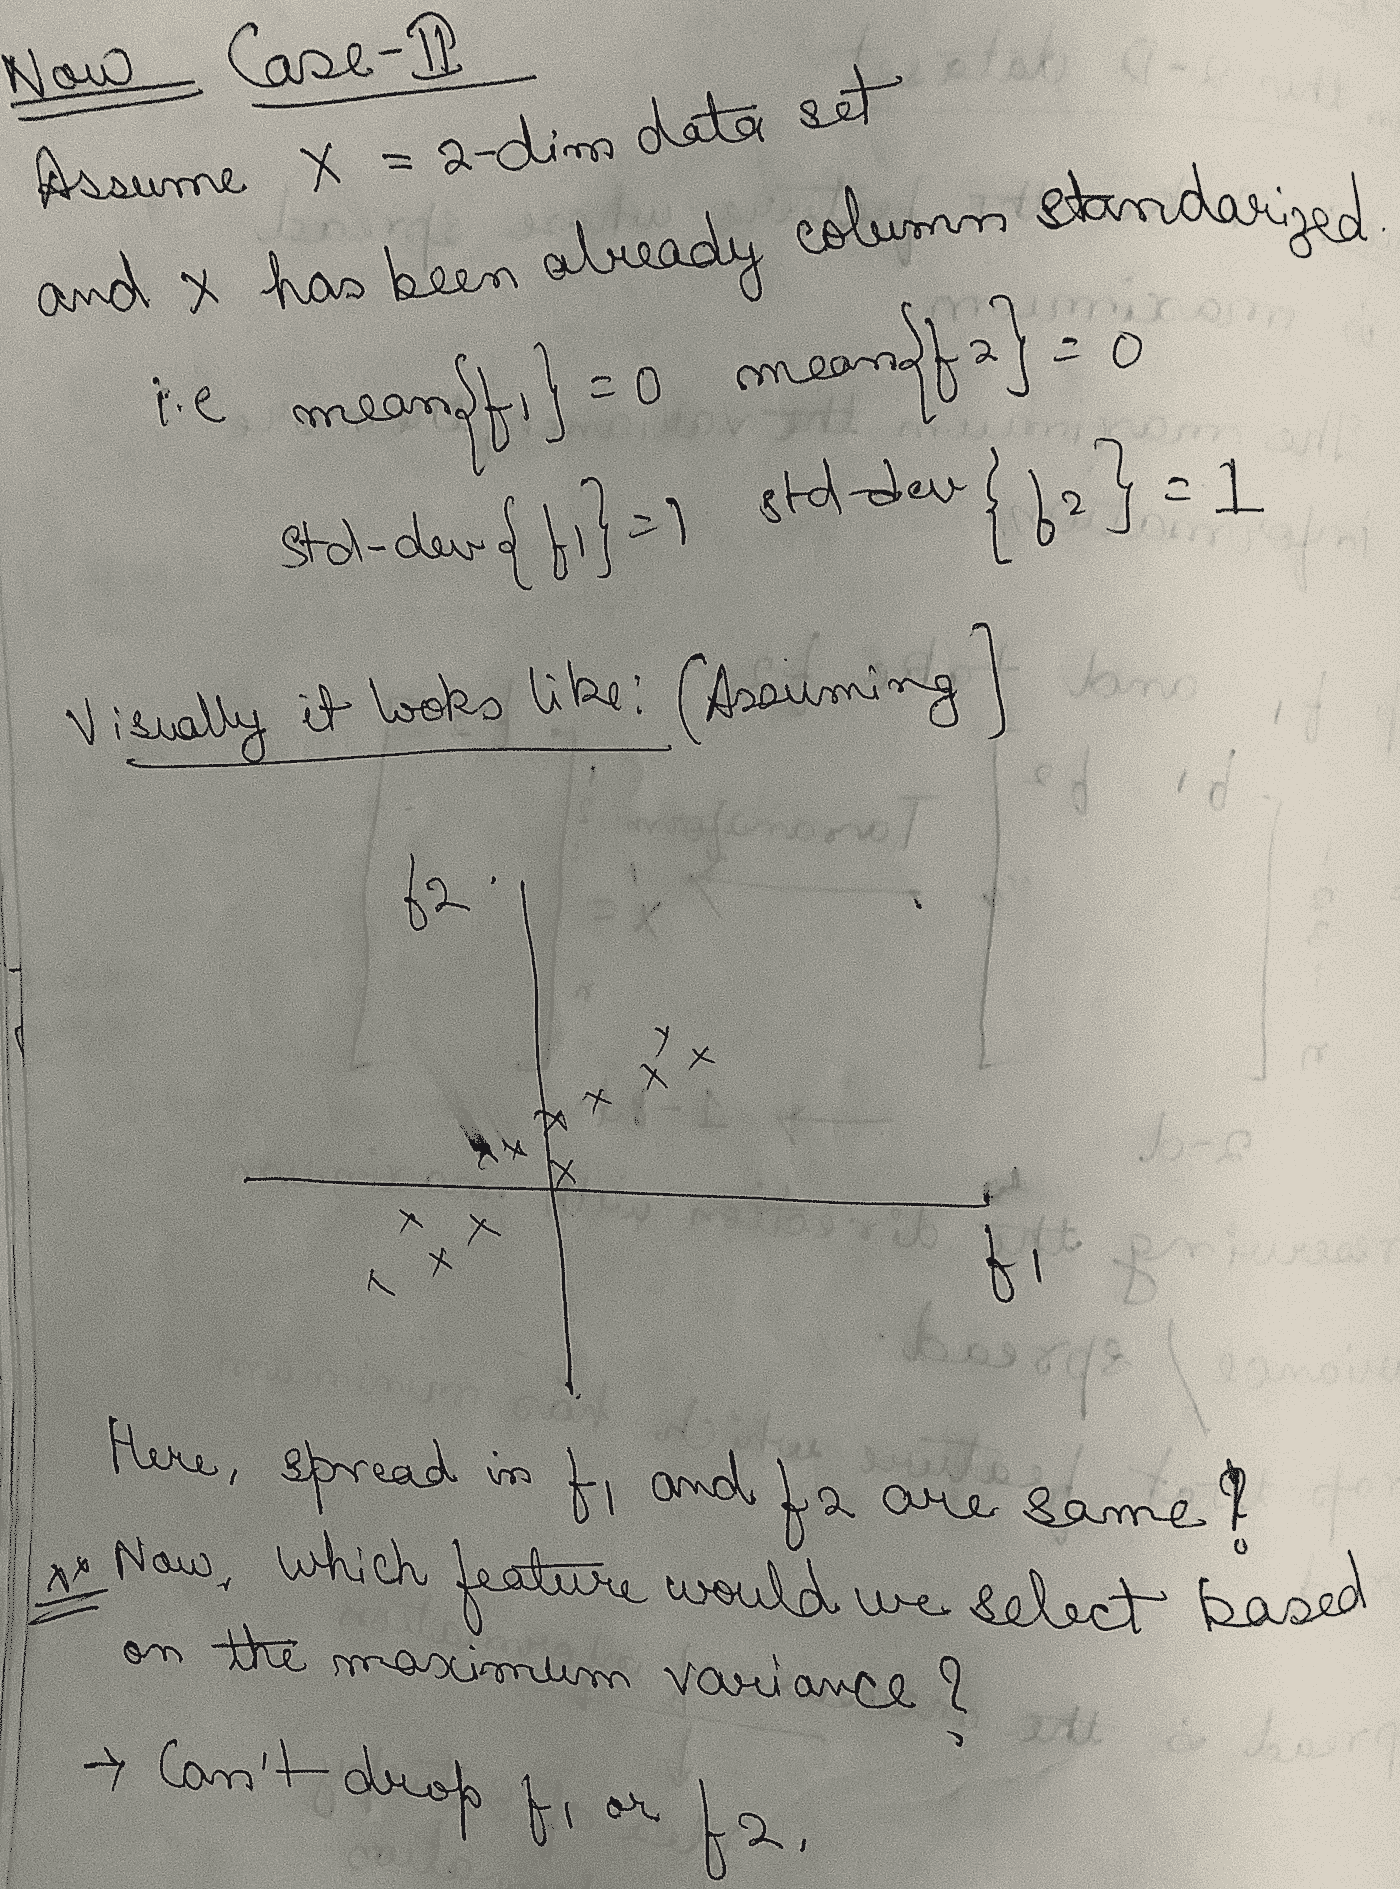 Now Case-II
Assume X = 2-dim data set
and X has been already column standarized.
i.e mean{f1} = 0 mean{f2} = 0
std-dev{f1} = 1 std-dev{f2} = 1
Visually it looks like: (Assuming]
f2
f1
Here, spread in f1 and f2 are same?
xx Now, which feature would we select based
on the maximum variance?
→ Can't drop f1 or f2.